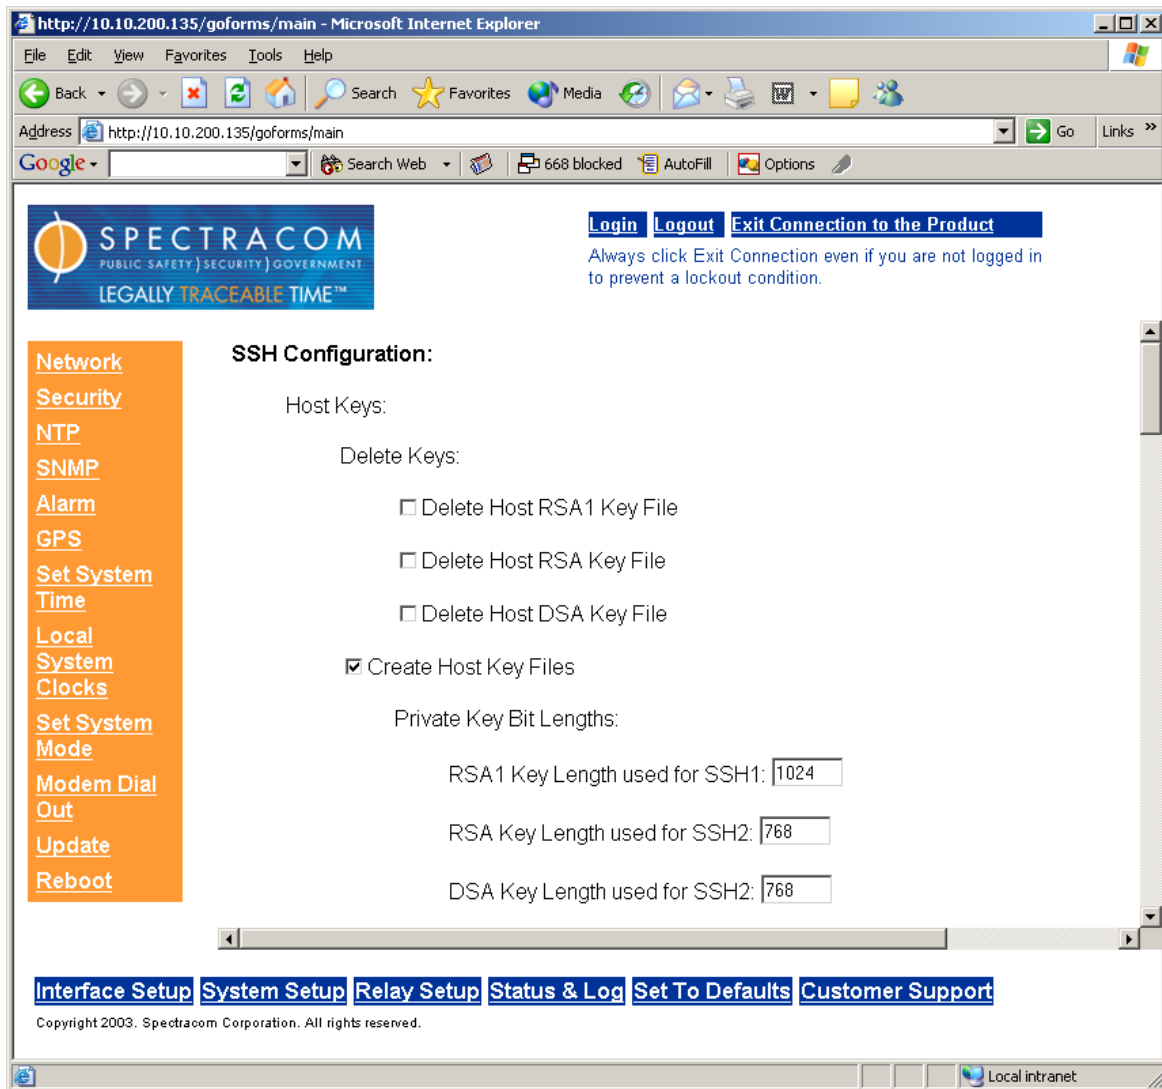 http://10.10.200.135/goforms/main - Microsoft Internet Explorer
File Edit View Favorites Tools Help
Back Search Favorites Media
Address http://10.10.200.135/goforms/main Go Links »
Google Search Web 668 blocked AutoFill Options
SPECTRACOM
PUBLIC SAFETY ) SECURITY ) GOVERNMENT
LEGALLY TRACEABLE TIME™
Login Logout Exit Connection to the Product
Always click Exit Connection even if you are not logged in
to prevent a lockout condition.
Network
Security
NTP
SNMP
Alarm
GPS
Set System
Time
Local
System
Clocks
Set System
Mode
Modem Dial
Out
Update
Reboot
SSH Configuration:
Host Keys:
Delete Keys:
Delete Host RSA1 Key File
Delete Host RSA Key File
Delete Host DSA Key File
Create Host Key Files
Private Key Bit Lengths:
RSA1 Key Length used for SSH1: 1024
RSA Key Length used for SSH2: 768
DSA Key Length used for SSH2: 768
Interface Setup System Setup Relay Setup Status & Log Set To Defaults Customer Support
Copyright 2003. Spectracom Corporation. All rights reserved.
Local intranet